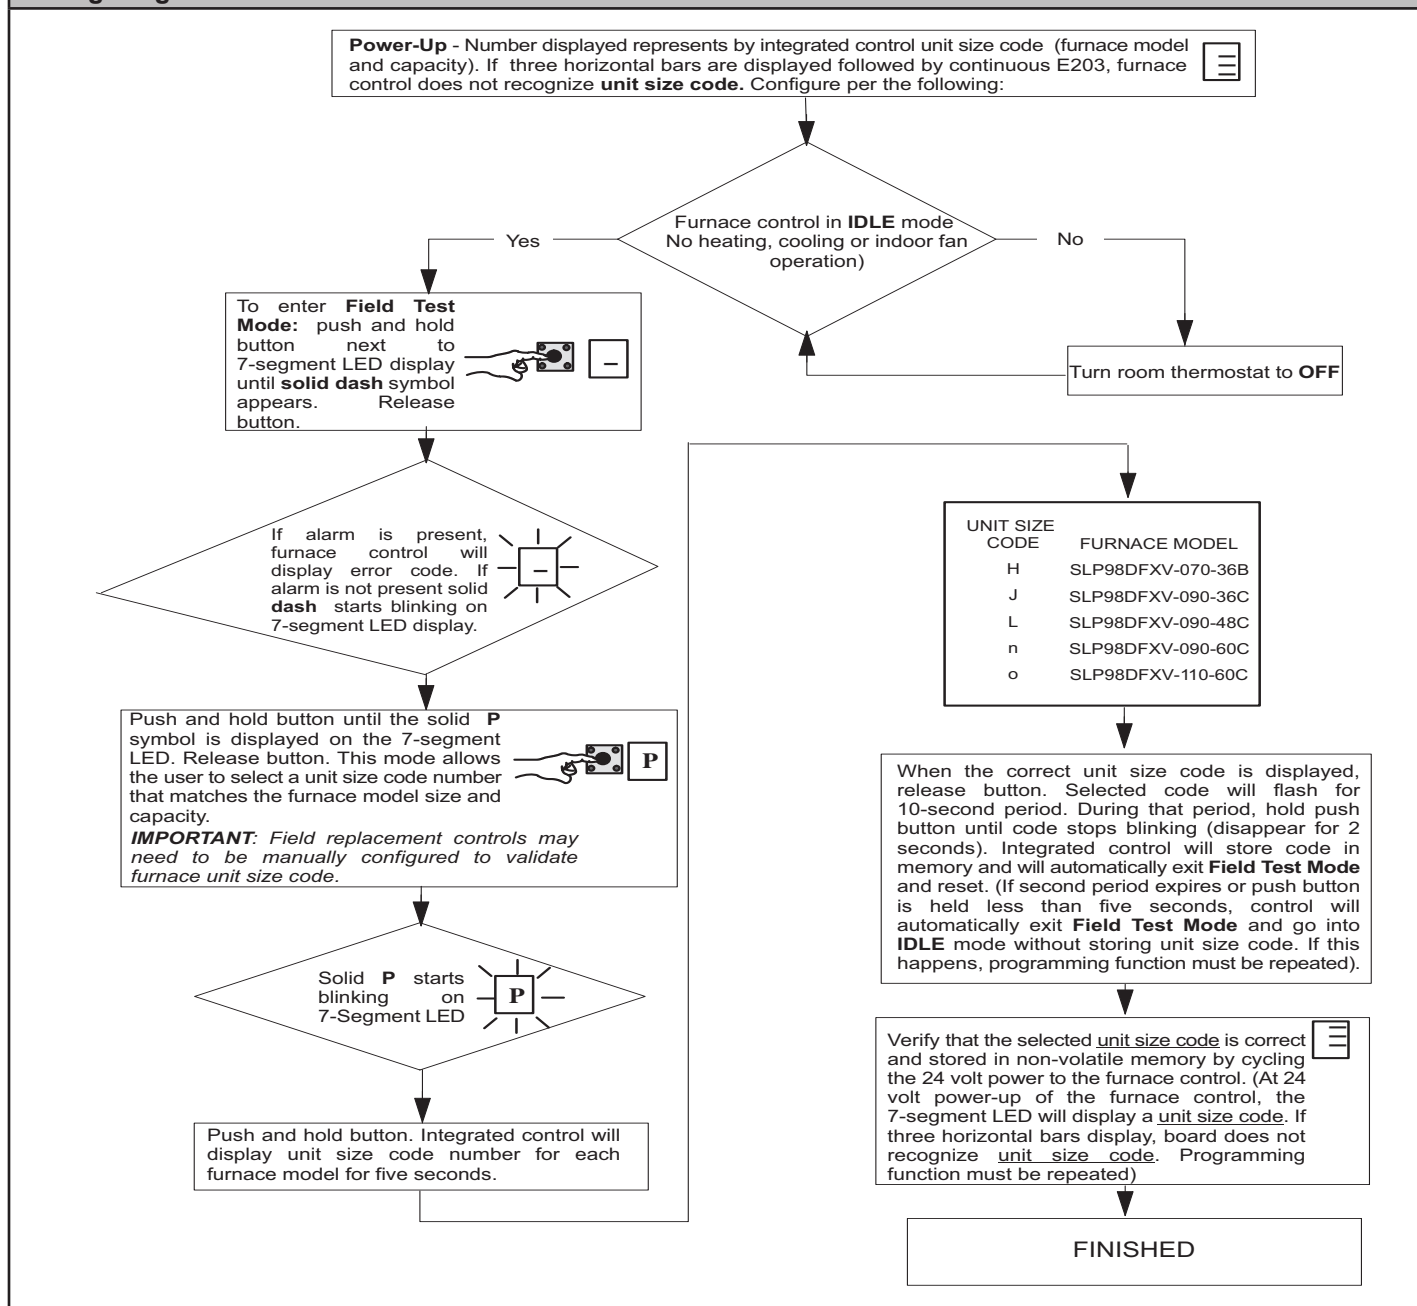 Power-Up - Number displayed represents by integrated control unit size code (furnace model
and capacity). If three horizontal bars are displayed followed by continuous E203, furnace
control does not recognize unit size code. Configure per the following:
Furnace control in IDLE mode
No heating, cooling or indoor fan
operation)
Yes
No
To enter Field Test
Mode: push and hold
button next to
7-segment LED display
until solid dash symbol
appears. Release
button.
Turn room thermostat to OFF
If alarm is present,
furnace control will
display error code. If
alarm is not present solid
dash starts blinking on
7-segment LED display.
Push and hold button until the solid P
symbol is displayed on the 7-segment
LED. Release button. This mode allows
the user to select a unit size code number
that matches the furnace model size and
capacity.
IMPORTANT: Field replacement controls may
need to be manually configured to validate
furnace unit size code.
P
Solid P starts
blinking on
7-Segment LED
P
Push and hold button. Integrated control will
display unit size code number for each
furnace model for five seconds.
UNIT SIZE
CODE FURNACE MODEL
H SLP98DFXV-070-36B
J SLP98DFXV-090-36C
L SLP98DFXV-090-48C
n SLP98DFXV-090-60C
o SLP98DFXV-110-60C
When the correct unit size code is displayed,
release button. Selected code will flash for
10-second period. During that period, hold push
button until code stops blinking (disappear for 2
seconds). Integrated control will store code in
memory and will automatically exit Field Test Mode
and reset. (If second period expires or push button
is held less than five seconds, control will
automatically exit Field Test Mode and go into
IDLE mode without storing unit size code. If this
happens, programming function must be repeated).
Verify that the selected unit size code is correct
and stored in non-volatile memory by cycling
the 24 volt power to the furnace control. (At 24
volt power-up of the furnace control, the
7-segment LED will display a unit size code. If
three horizontal bars display, board does not
recognize unit size code. Programming
function must be repeated)
FINISHED